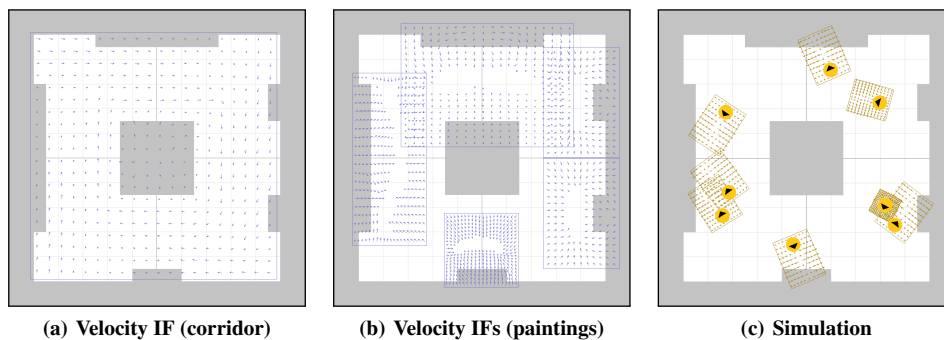 (a) Velocity IF (corridor)
(b) Velocity IFs (paintings)
(c) Simulation